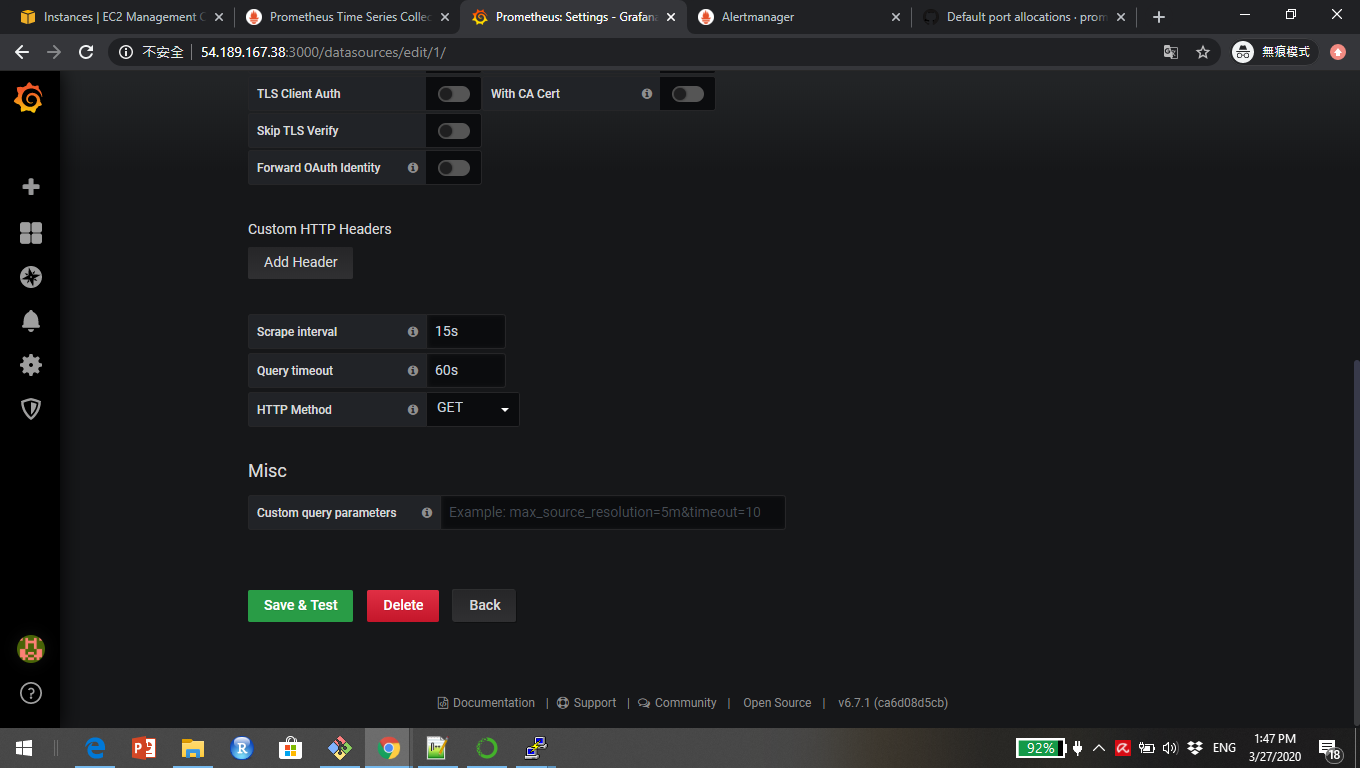 Instances | EC2 Management C
Prometheus Time Series Collec
Prometheus: Settings - Grafana
Alertmanager
Default port allocations · prom
不安全 54.189.167.38:3000/datasources/edit/1/
無痕模式
TLS Client Auth With CA Cert
Skip TLS Verify
Forward OAuth Identity
Custom HTTP Headers
Add Header
Scrape interval 15s
Query timeout 60s
HTTP Method GET
Misc
Custom query parameters Example: max_source_resolution=5m&timeout=10
Save & Test Delete Back
Documentation | Support | Community | Open Source | v6.7.1 (ca6d08d5cb)
92% ENG 1:47 PM
3/27/2020
18